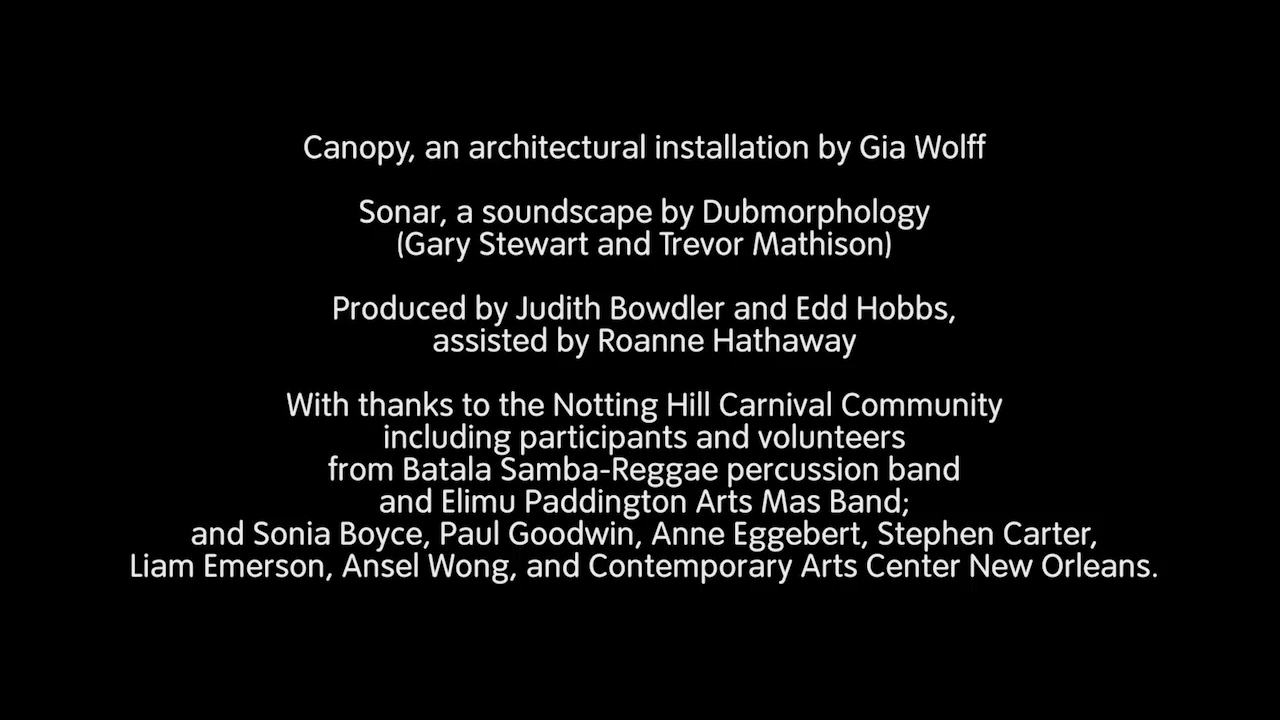 Canopy, an architectural installation by Gia Wolff
Sonar, a soundscape by Dubmorphology
(Gary Stewart and Trevor Mathison)
Produced by Judith Bowdler and Edd Hobbs,
assisted by Roanne Hathaway
With thanks to the Notting Hill Carnival Community
including participants and volunteers
from Batala Samba-Reggae percussion band
and Elimu Paddington Arts Mas Band;
and Sonia Boyce, Paul Goodwin, Anne Eggebert, Stephen Carter,
Liam Emerson, Ansel Wong, and Contemporary Arts Center New Orleans.